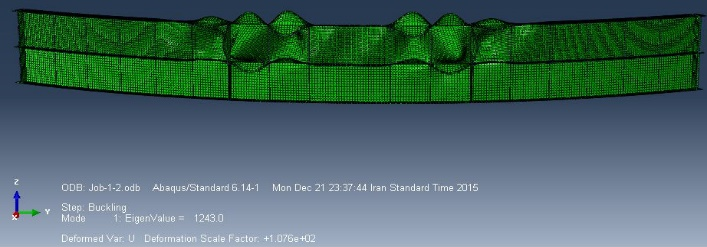 Z
Y
X
ODB: Job-1-2.odb Abaqus/Standard 6.14-1 Mon Dec 21 23:37:44 Iran Standard Time 2015
Step: Buckling
Mode 1: EigenValue = 1243.0
Deformed Var: U Deformation Scale Factor: +1.076e+02